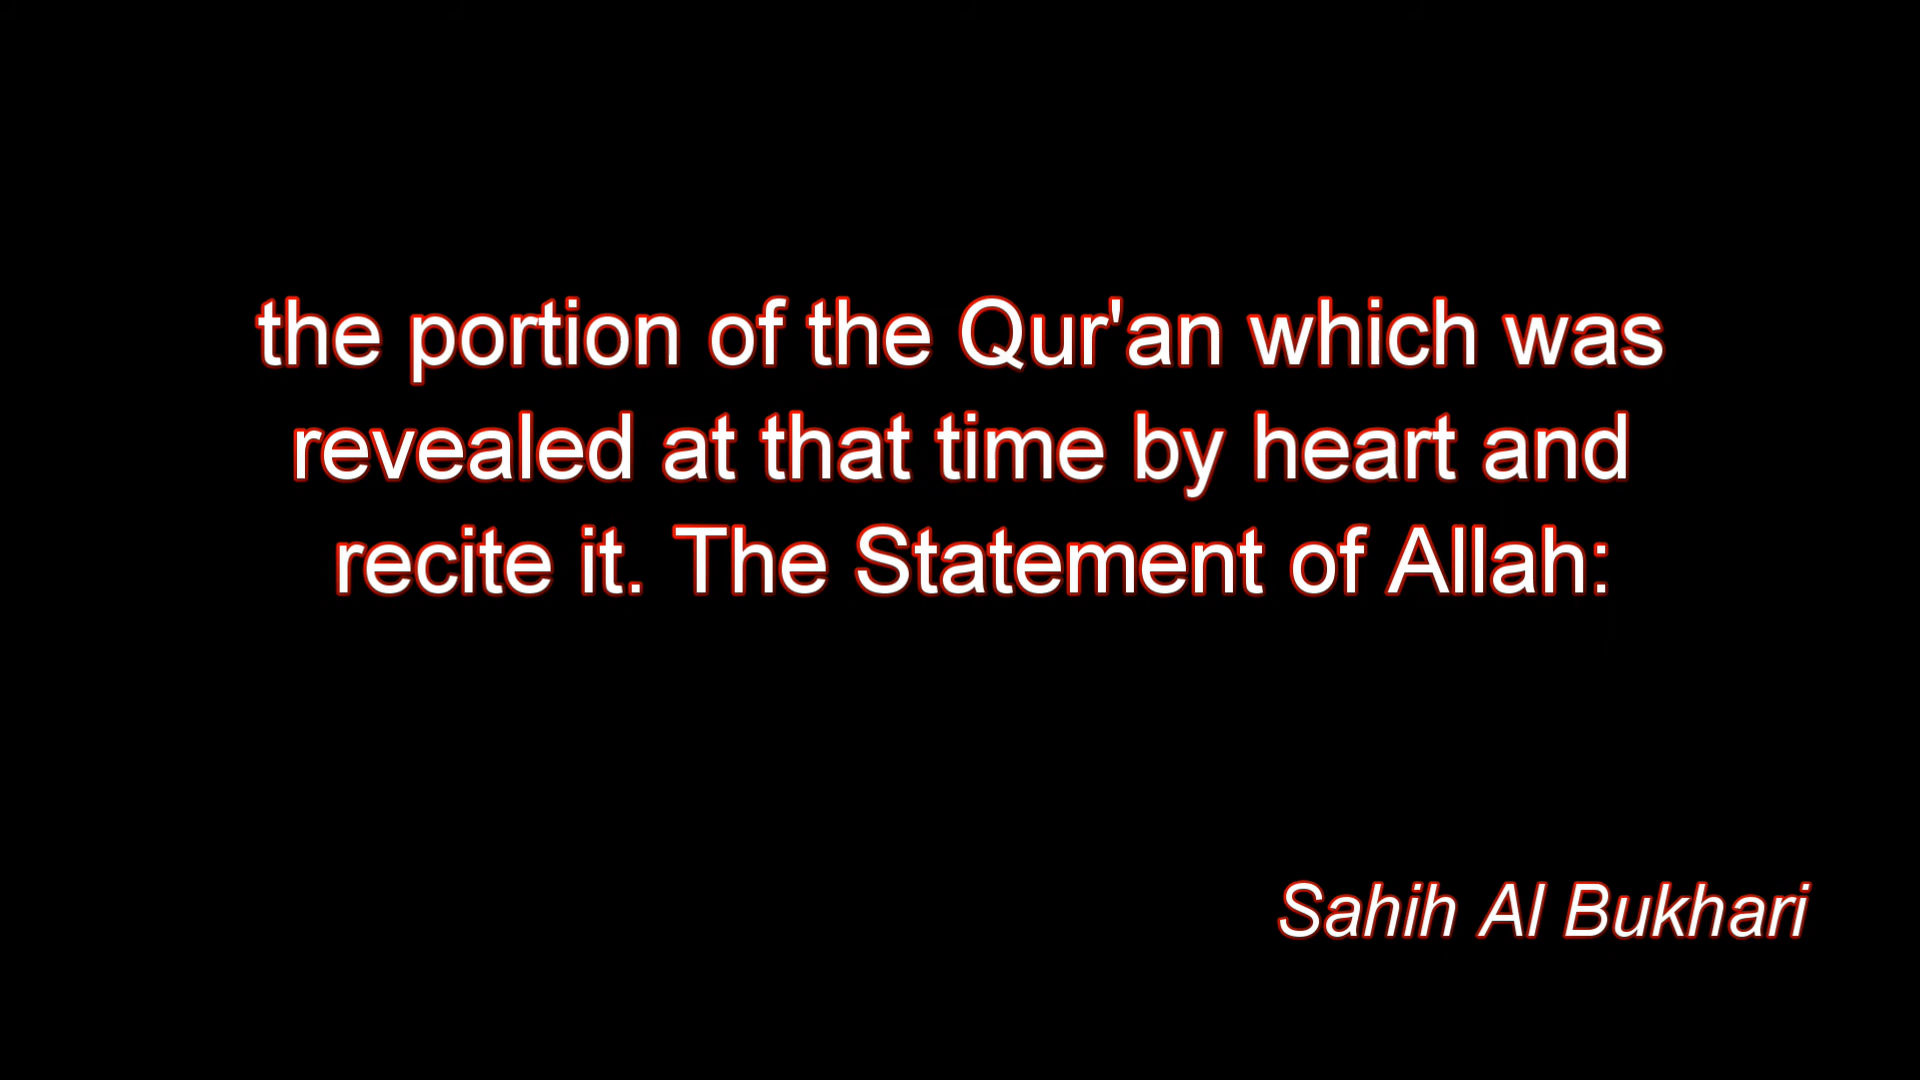 the portion of the Qur'an which was
revealed at that time by heart and
recite it. The Statement of Allah:
Sahih Al Bukhari